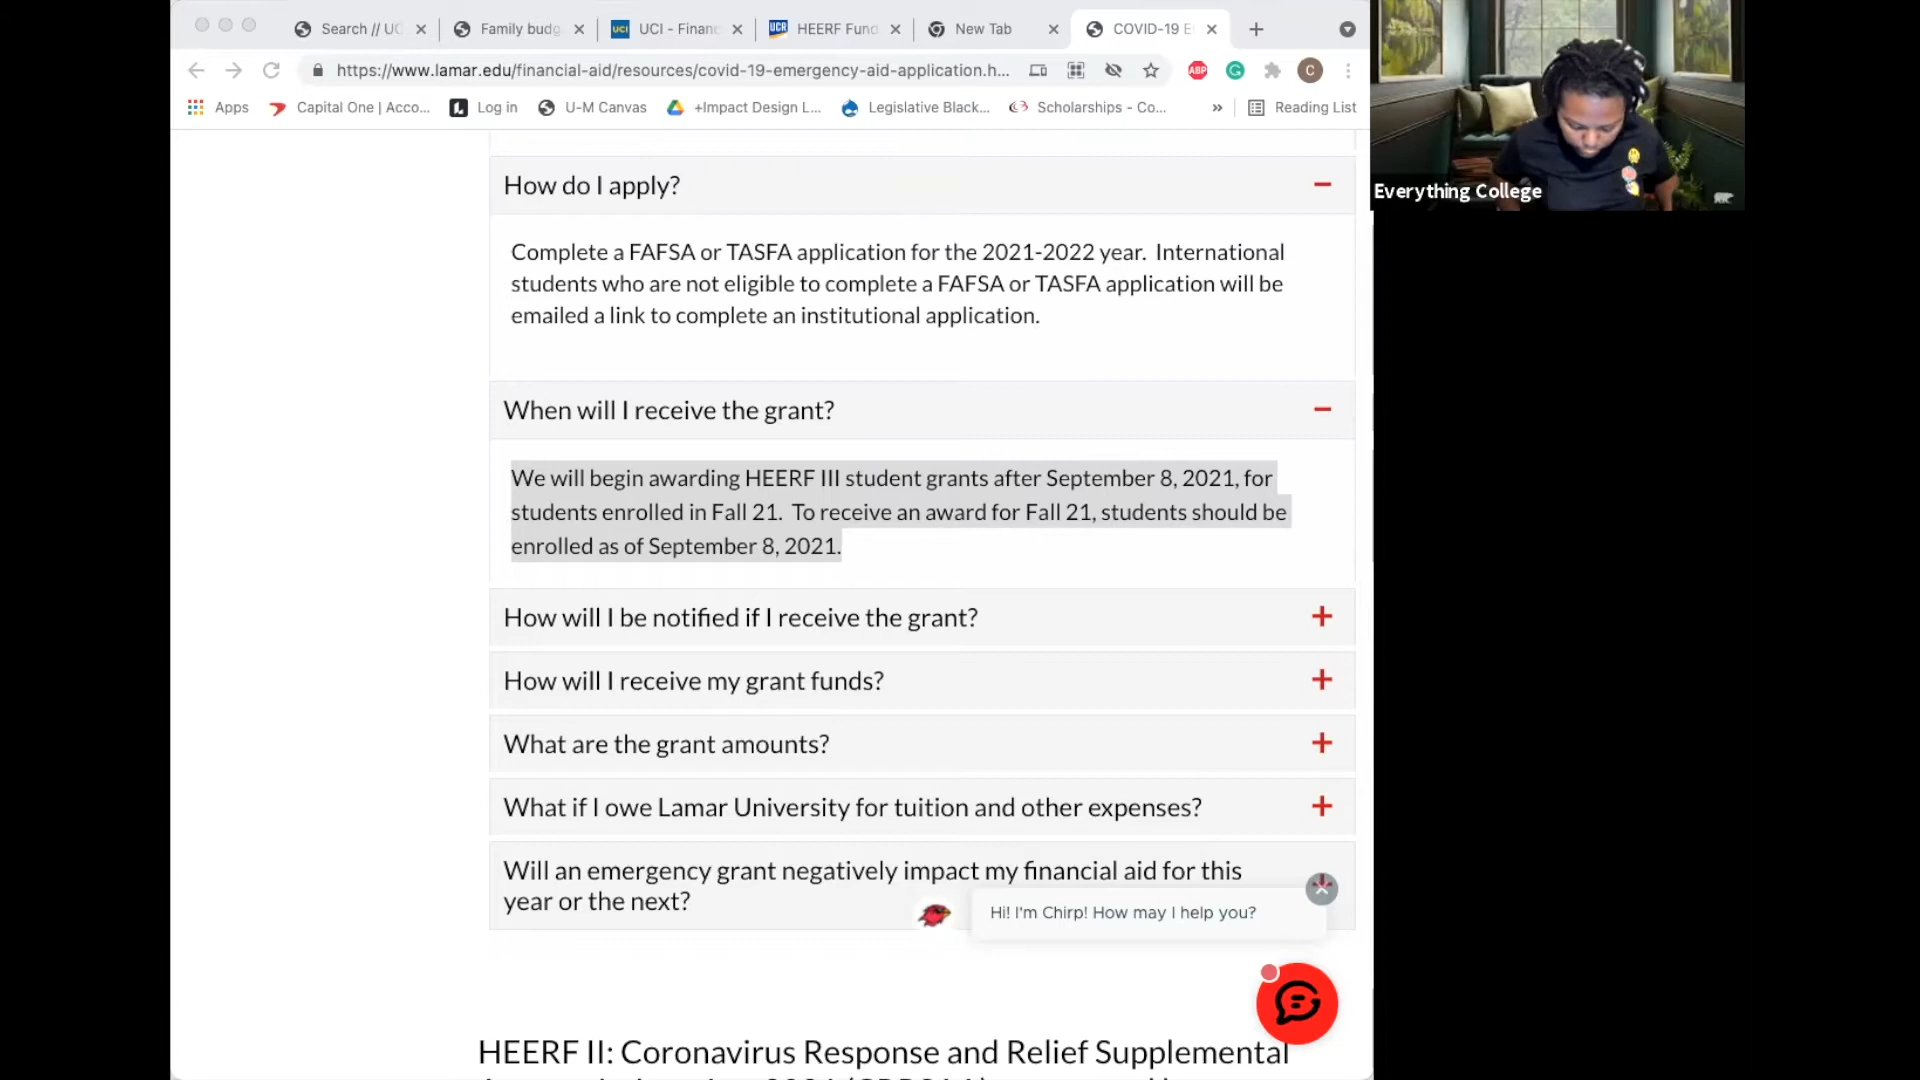 Search // UC
Family budg
UCI
UCI - Financ
UCR
HEERF Fund
New Tab
COVID-19 E
https://www.lamar.edu/financial-aid/resources/covid-19-emergency-aid-application.h...
ABP
G
C
Apps
Capital One | Acco...
L
Log in
U-M Canvas
+Impact Design L...
Legislative Black...
Scholarships - Co...
»
Reading List
Everything College
How do I apply?
Complete a FAFSA or TASFA application for the 2021-2022 year. International
students who are not eligible to complete a FAFSA or TASFA application will be
emailed a link to complete an institutional application.
When will I receive the grant?
We will begin awarding HEERF III student grants after September 8, 2021, for
students enrolled in Fall 21. To receive an award for Fall 21, students should be
enrolled as of September 8, 2021.
How will I be notified if I receive the grant?
How will I receive my grant funds?
What are the grant amounts?
What if I owe Lamar University for tuition and other expenses?
Will an emergency grant negatively impact my financial aid for this
year or the next?
Hi! I'm Chirp! How may I help you?
HEERF II: Coronavirus Response and Relief Supplemental